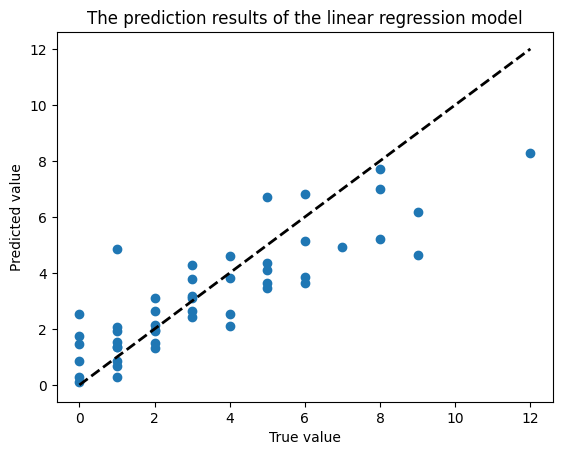 The prediction results of the linear regression model
12
10
8
6
4
2
0
Predicted value
0 2 4 6 8 10 12
True value